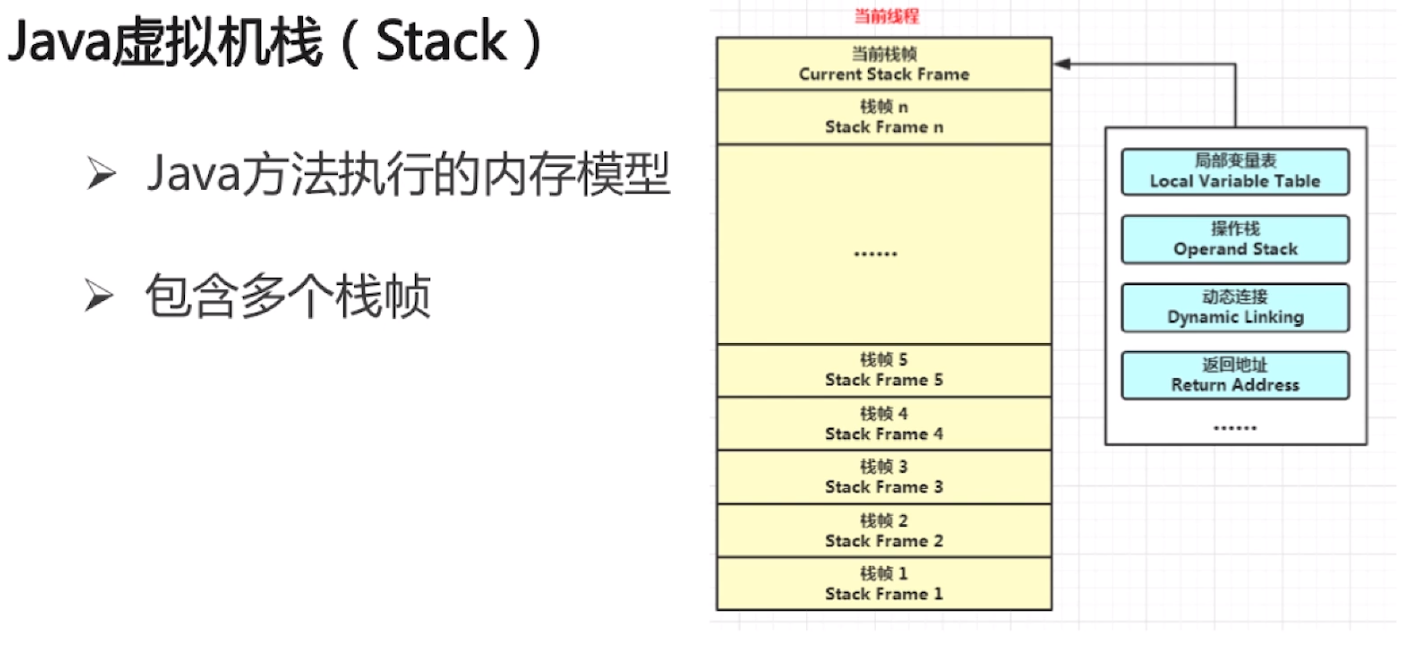 Java虚拟机栈（Stack）
Java方法执行的内存模型
包含多个栈帧
当前线程
当前栈帧
Current Stack Frame
栈帧 n
Stack Frame n
......
栈帧 5
Stack Frame 5
栈帧 4
Stack Frame 4
栈帧 3
Stack Frame 3
栈帧 2
Stack Frame 2
栈帧 1
Stack Frame 1
局部变量表
Local Variable Table
操作栈
Operand Stack
动态连接
Dynamic Linking
返回地址
Return Address
......